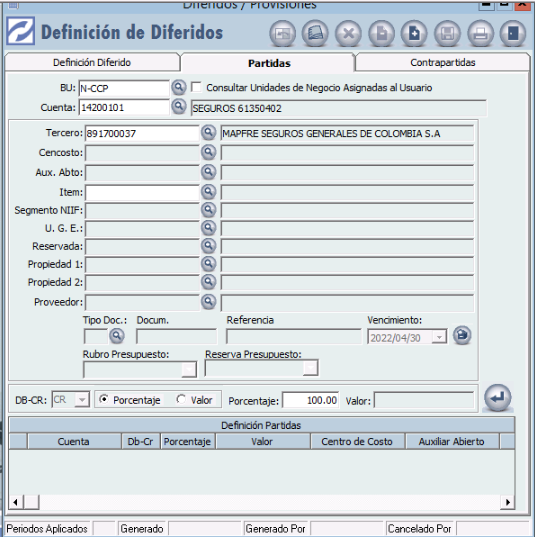 Diferidos / Provisiones
Definición de Diferidos
Definición Diferido Partidas Contrapartidas
BU: N-CCP Consultar Unidades de Negocio Asignadas al Usuario
Cuenta: 14200101 SEGUROS 61350402
Tercero: 891700037 MAPFRE SEGUROS GENERALES DE COLOMBIA S.A
Cencosto:
Aux. Abto:
Item:
Segmento NIIF:
U. G. E.:
Reservada:
Propiedad 1:
Propiedad 2:
Proveedor:
Tipo Doc.: Docum. Referencia Vencimiento:
2022/04/30
Rubro Presupuesto: Reserva Presupuesto:
DB-CR: CR Porcentaje Valor Porcentaje: 100.00 Valor:
Definición Partidas
Cuenta Db-Cr Porcentaje Valor Centro de Costo Auxiliar Abierto
Periodos Aplicados Generado Generado Por Cancelado Por